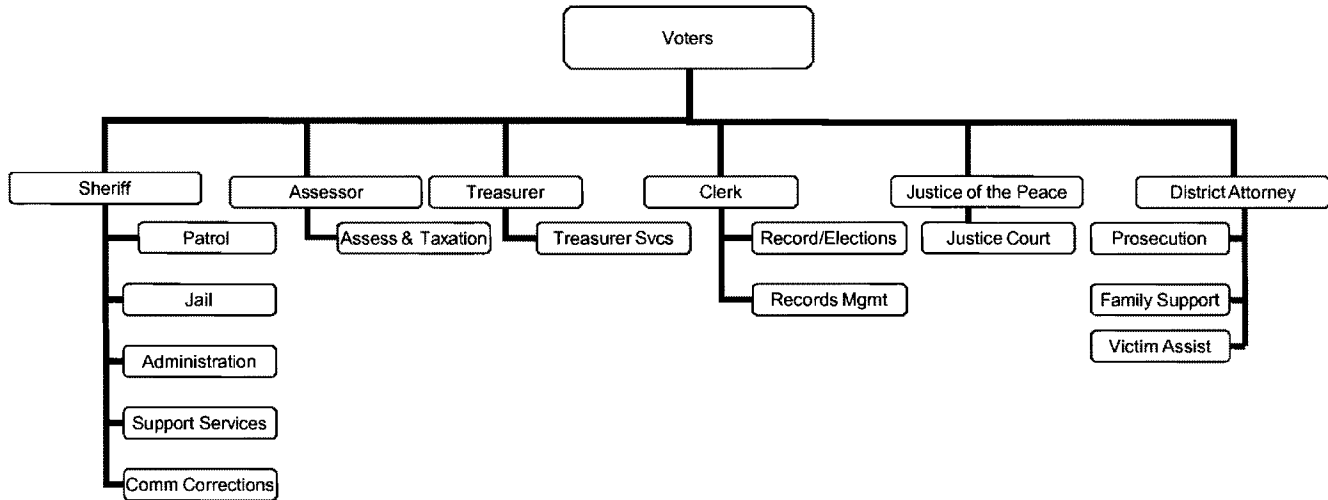 Voters
Sheriff
Assessor
Treasurer
Clerk
Justice of the Peace
District Attorney
Patrol
Assess & Taxation
Treasurer Svcs
Record/Elections
Justice Court
Prosecution
Jail
Records Mgmt
Family Support
Administration
Victim Assist
Support Services
Comm Corrections